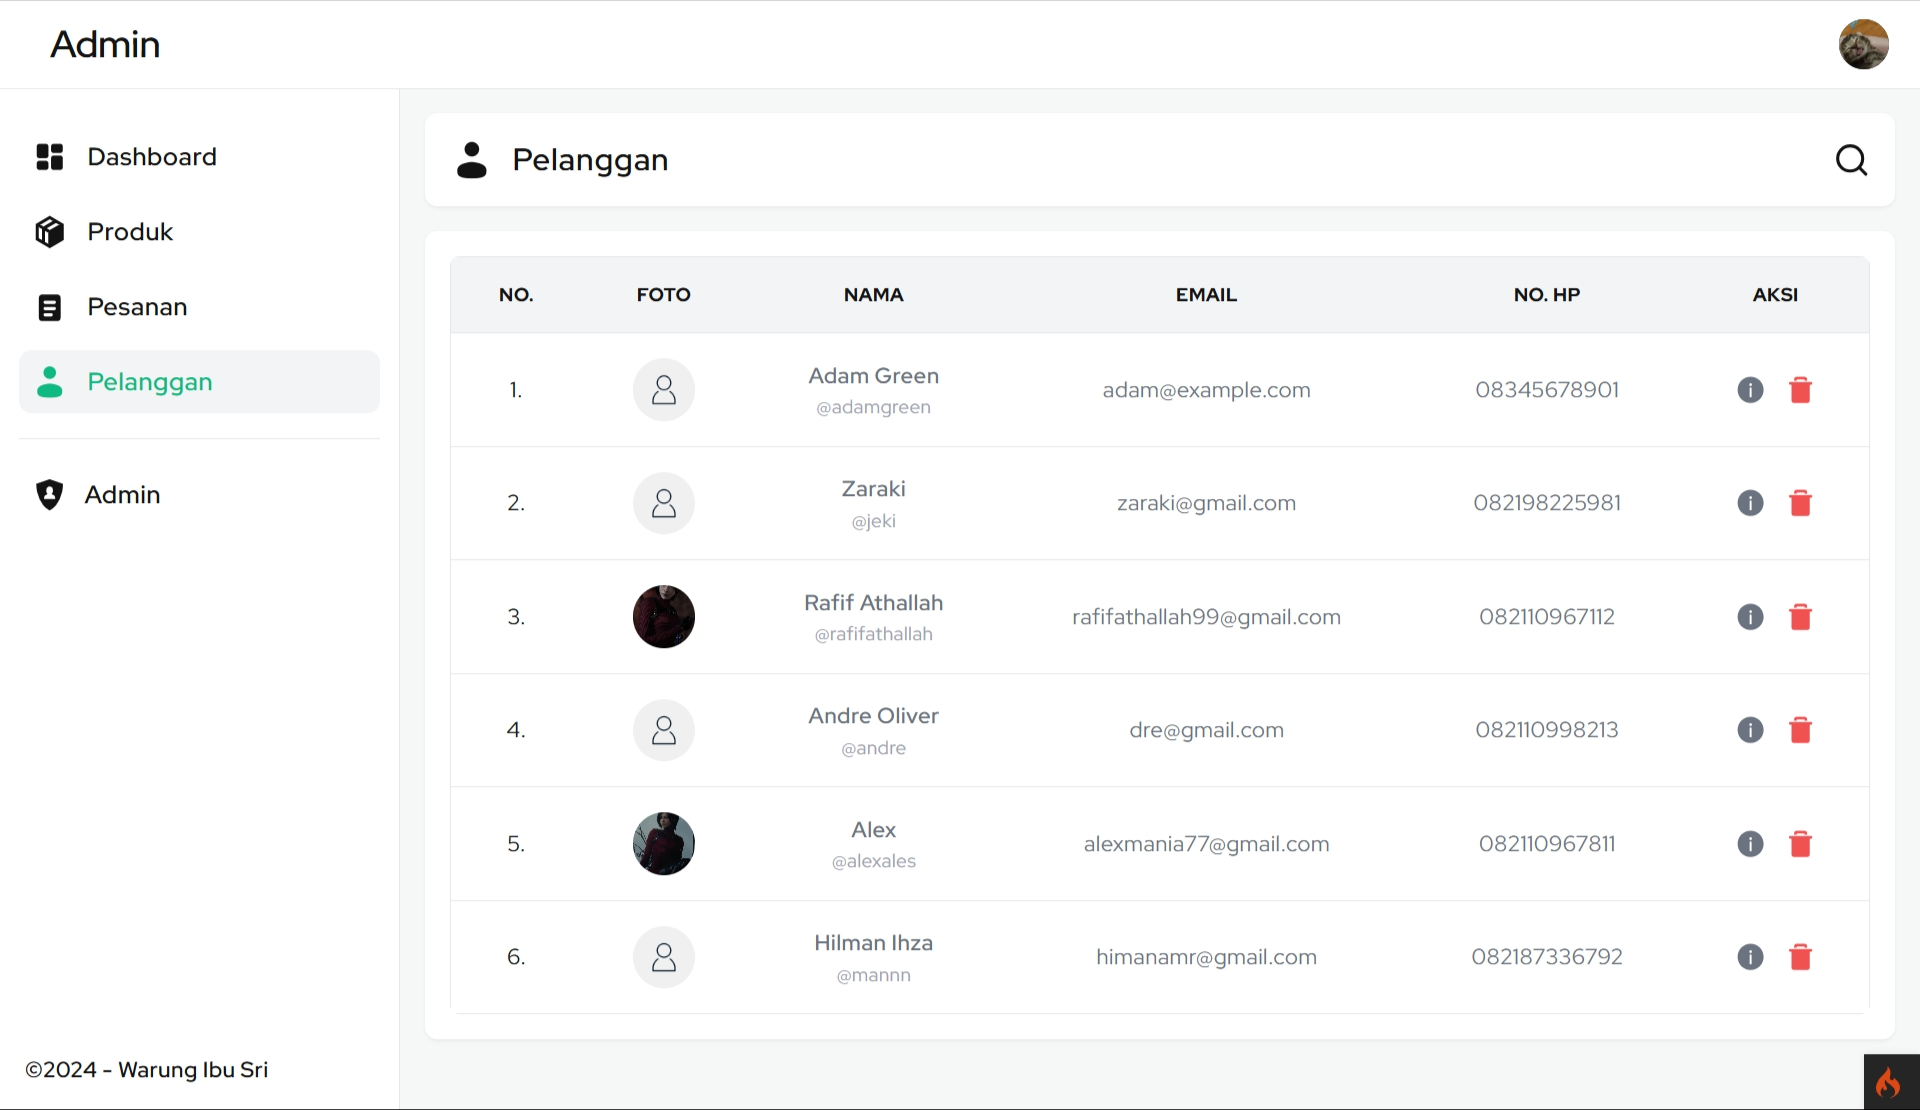 Admin
Dashboard
Produk
Pesanan
Pelanggan
Admin
©2024 - Warung Ibu Sri
Pelanggan
NO. FOTO NAMA EMAIL NO. HP AKSI
1. Adam Green @adamgreen adam@example.com 08345678901
2. Zaraki @jeki zaraki@gmail.com 082198225981
3. Rafif Athallah @rafifathallah rafifathallah99@gmail.com 082110967112
4. Andre Oliver @andre dre@gmail.com 082110998213
5. Alex @alexales alexmania77@gmail.com 082110967811
6. Hilman Ihza @mannn himanamr@gmail.com 082187336792